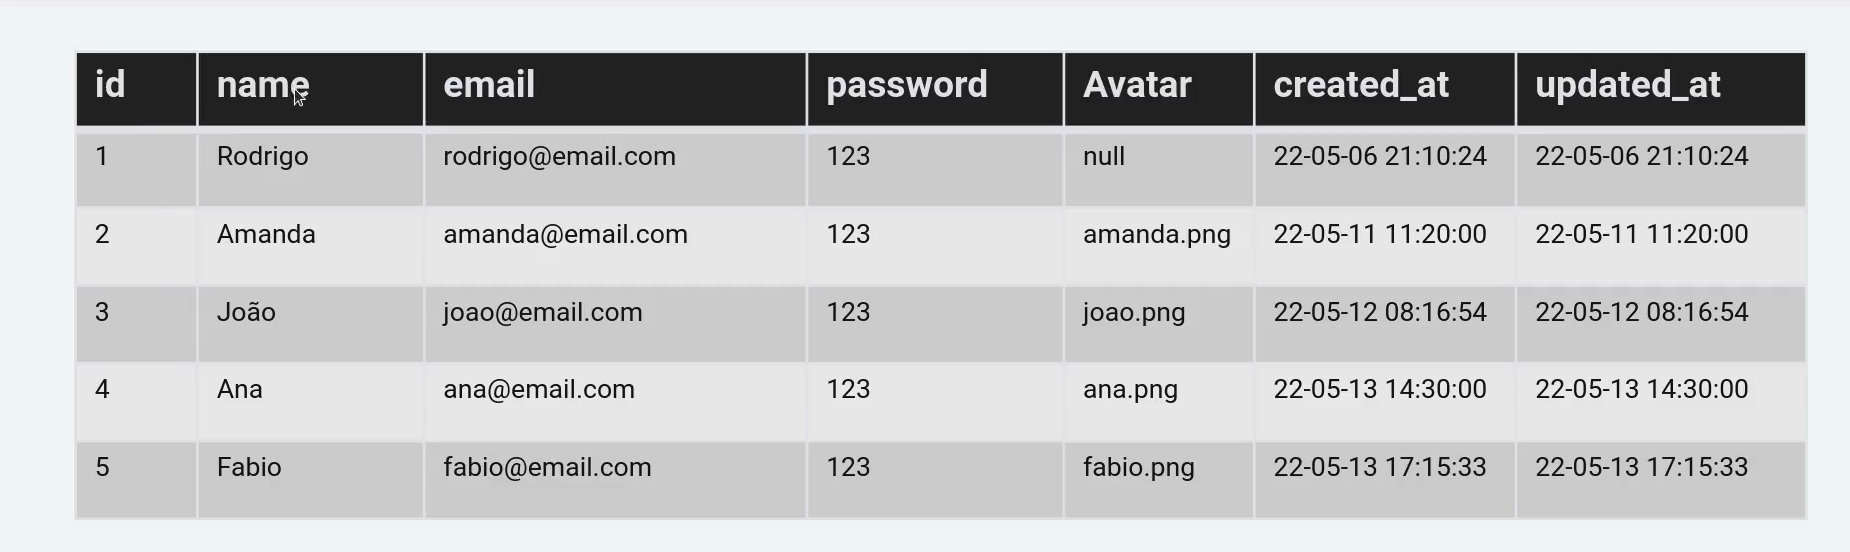 id name email password Avatar created_at updated_at
1 Rodrigo rodrigo@email.com 123 null 22-05-06 21:10:24 22-05-06 21:10:24
2 Amanda amanda@email.com 123 amanda.png 22-05-11 11:20:00 22-05-11 11:20:00
3 João joao@email.com 123 joao.png 22-05-12 08:16:54 22-05-12 08:16:54
4 Ana ana@email.com 123 ana.png 22-05-13 14:30:00 22-05-13 14:30:00
5 Fabio fabio@email.com 123 fabio.png 22-05-13 17:15:33 22-05-13 17:15:33